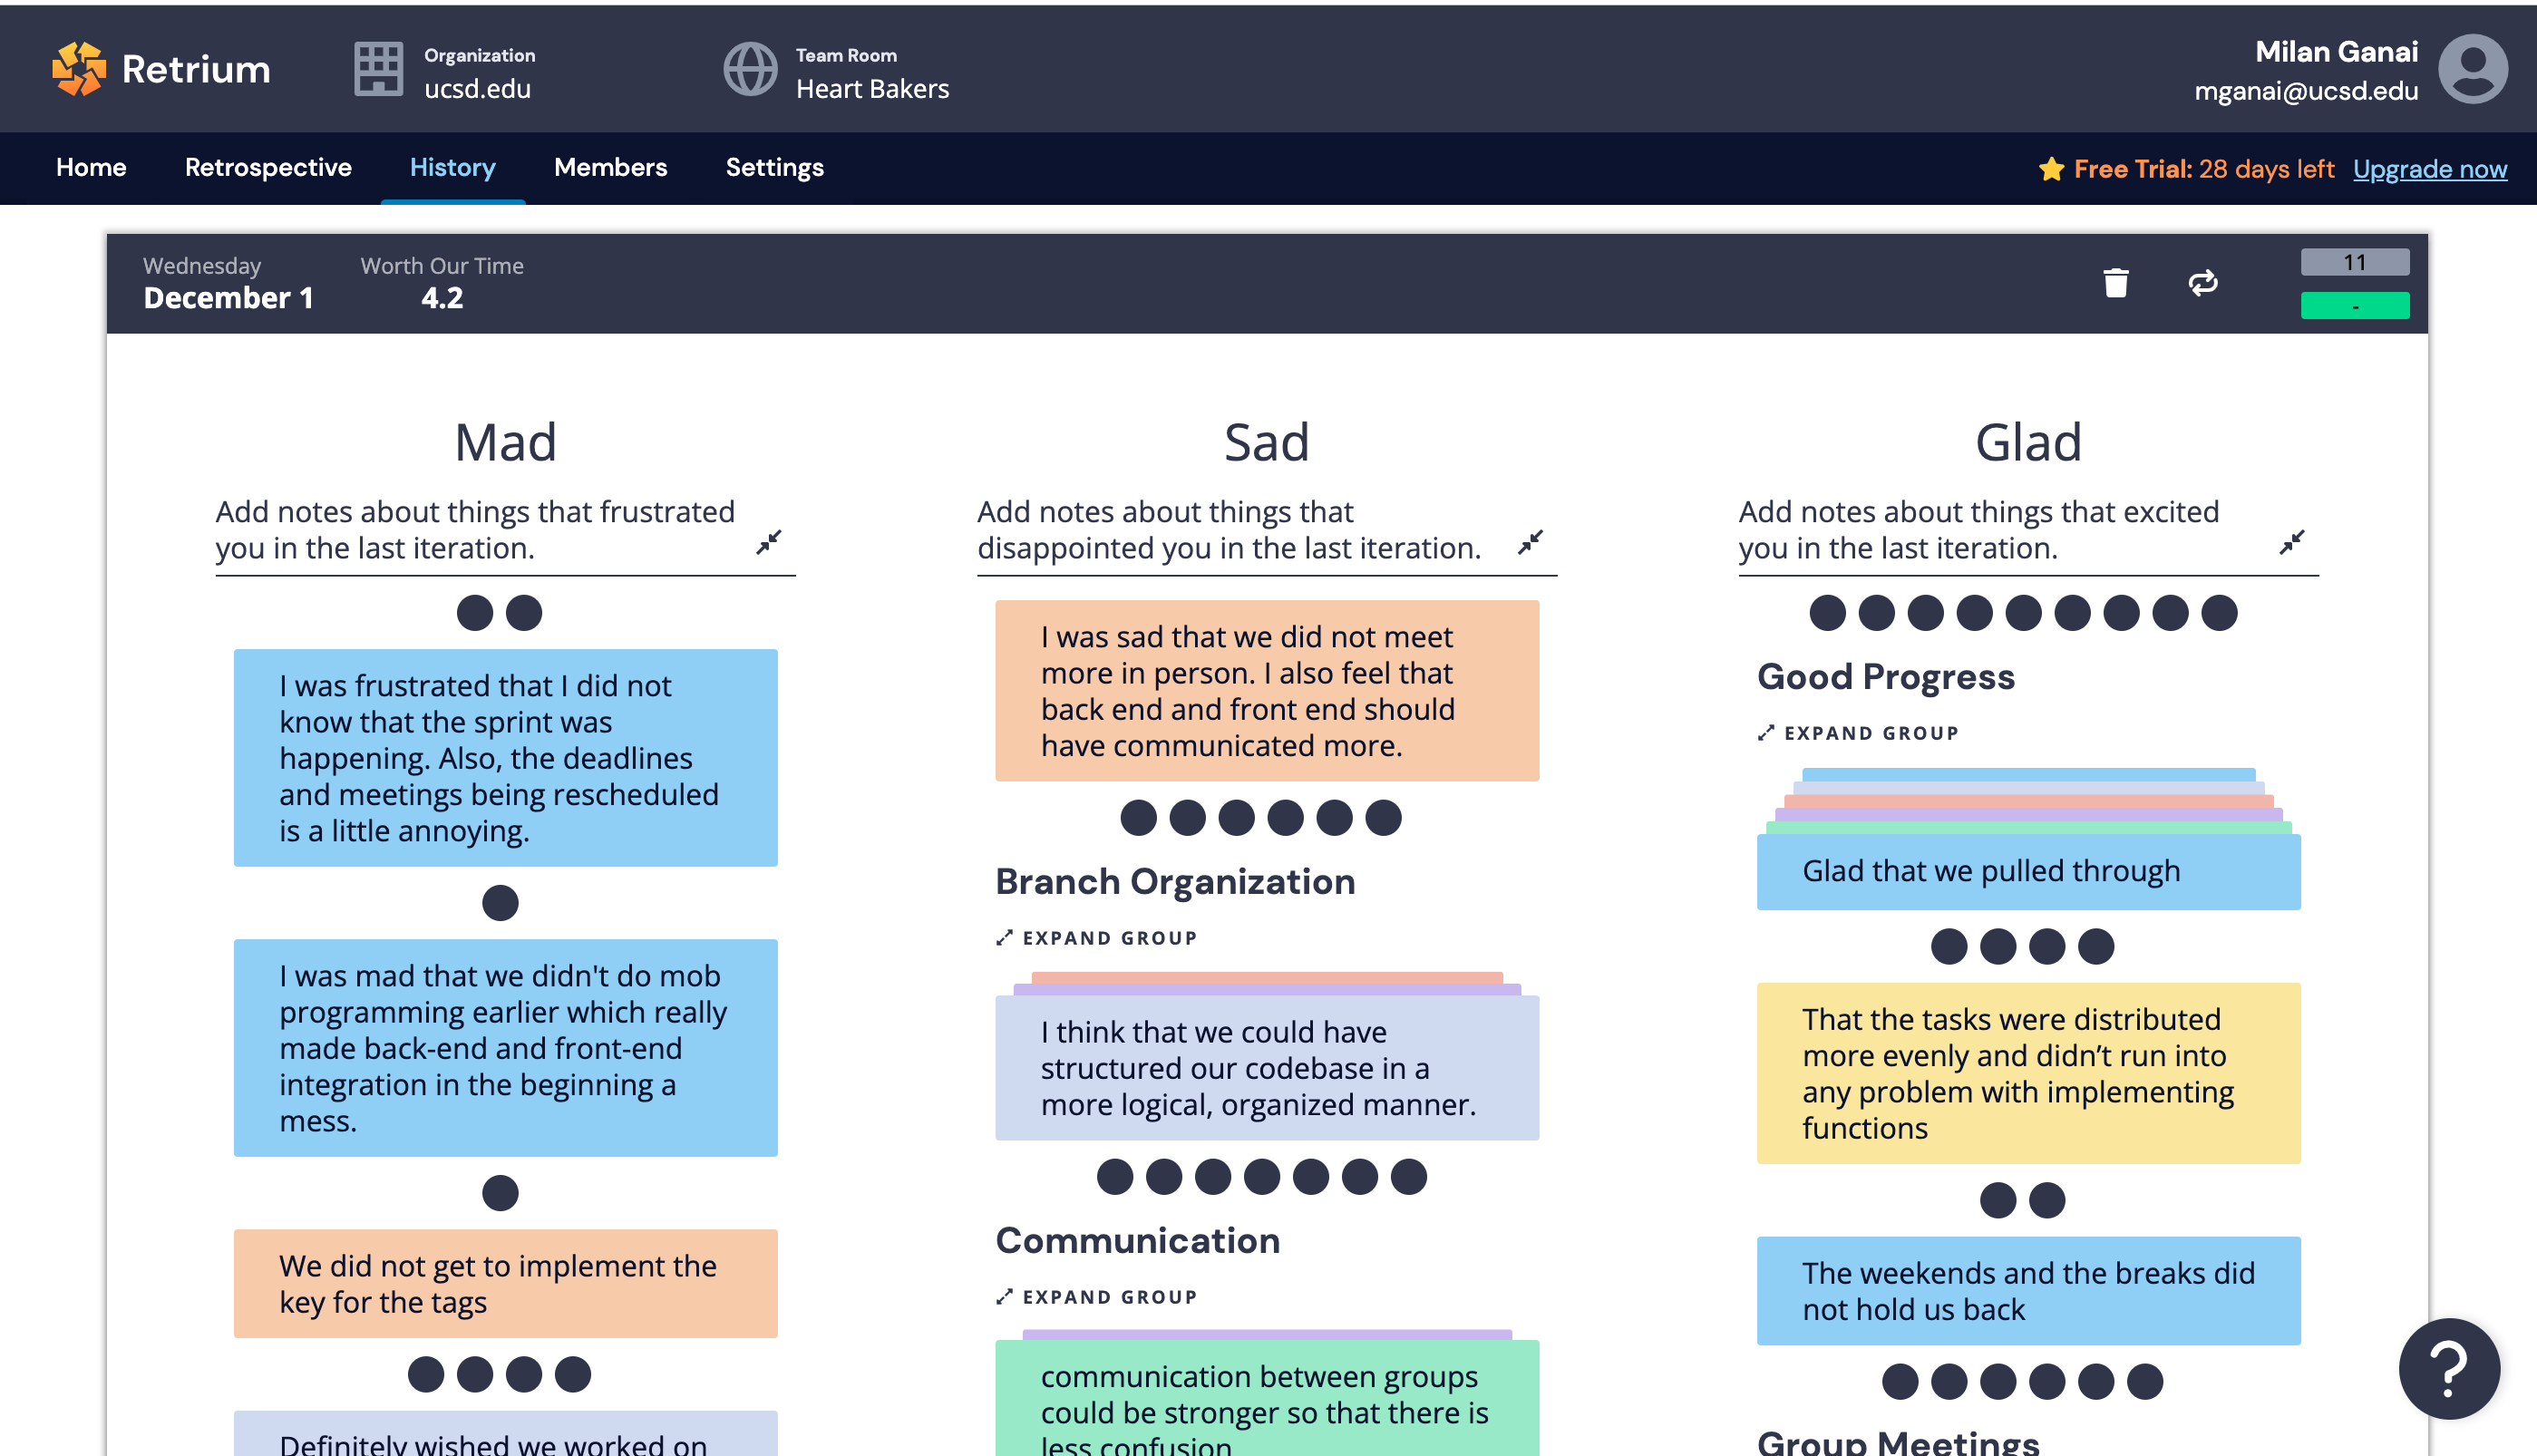 Retrium
Organization
ucsd.edu
Team Room
Heart Bakers
Milan Ganai
mganai@ucsd.edu
Home
Retrospective
History
Members
Settings
Free Trial: 28 days left
Upgrade now
Wednesday
December 1
Worth Our Time
4.2
11
-
Mad
Add notes about things that frustrated
you in the last iteration.
I was frustrated that I did not
know that the sprint was
happening. Also, the deadlines
and meetings being rescheduled
is a little annoying.
I was mad that we didn't do mob
programming earlier which really
made back-end and front-end
integration in the beginning a
mess.
We did not get to implement the
key for the tags
Definitely wished we worked on
Sad
Add notes about things that
disappointed you in the last iteration.
I was sad that we did not meet
more in person. I also feel that
back end and front end should
have communicated more.
Branch Organization
EXPAND GROUP
I think that we could have
structured our codebase in a
more logical, organized manner.
Communication
EXPAND GROUP
communication between groups
could be stronger so that there is
less confusion
Glad
Add notes about things that excited
you in the last iteration.
Good Progress
EXPAND GROUP
Glad that we pulled through
That the tasks were distributed
more evenly and didn’t run into
any problem with implementing
functions
The weekends and the breaks did
not hold us back
Group Meetings
?